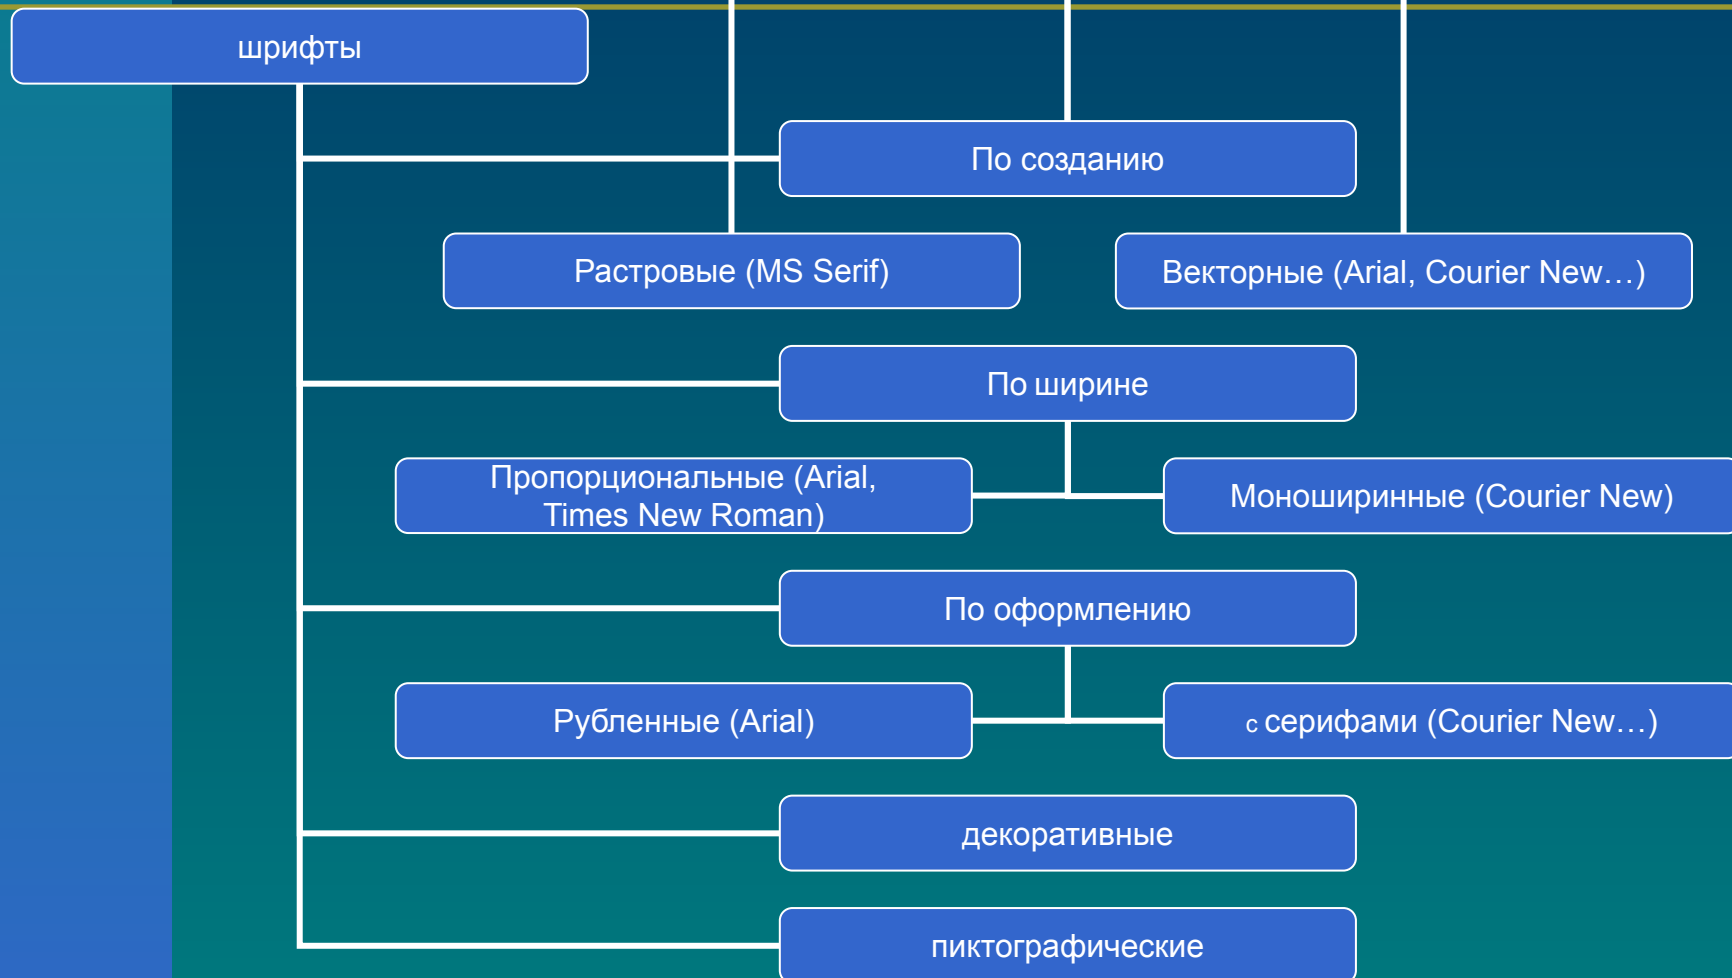 шрифты
По созданию
Растровые (MS Serif)
Векторные (Arial, Courier New…)
По ширине
Пропорциональные (Arial,
Times New Roman)
Моноширинные (Courier New)
По оформлению
Рубленные (Arial)
с серифами (Courier New…)
декоративные
пиктографические